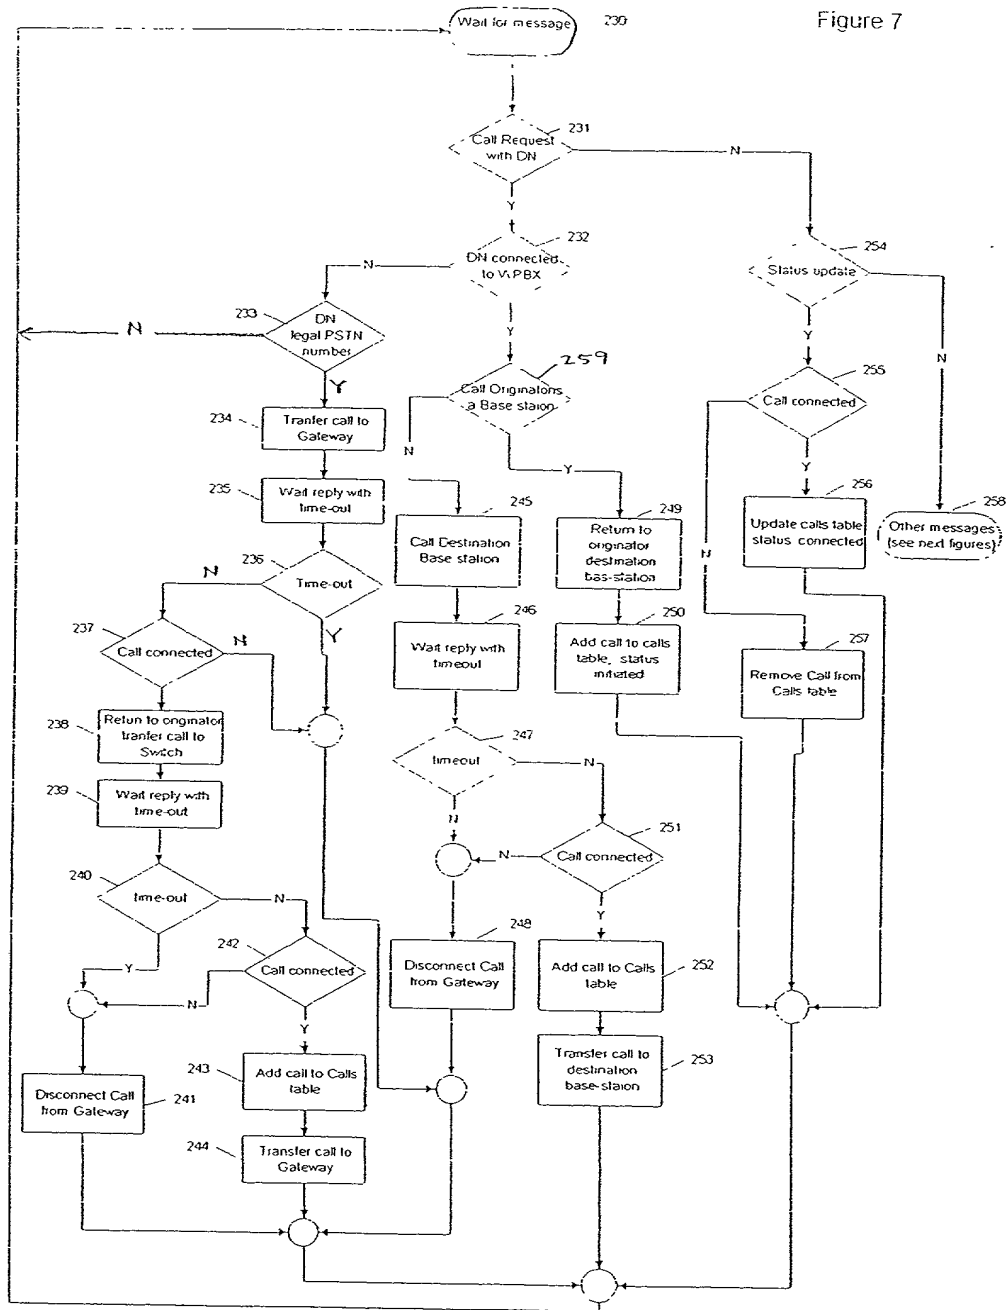 Wait for message
230
Figure 7
Call Request
with DN
231
N
Y
DN connected
to WPBX
232
N
Y
Status update
254
Y
N
233
DN
legal PSTN
number
N
Y
Call Originators
a Base staion
259
N
Y
Call connected
255
N
Y
234
Tranfer call to
Gateway
235
Wait reply with
time-out
236
Time-out
N
Y
245
Call Destination
Base station
249
Return to
originator
destination
bas-station
256
Update calls table
status connected
258
Other messages
(see next figures)
237
Call connected
N
246
Wait reply with
timeout
250
Add call to calls
table, status
initiated
257
Remove Call from
Calls table
238
Return to originator
tranfer call to
Switch
239
Wait reply with
time-out
247
timeout
N
N
251
Call connected
N
Y
240
time-out
N
Y
242
Call connected
N
Y
248
Disconnect Call
from Gateway
252
Add call to Calls
table
241
Disconnect Call
from Gateway
243
Add call to Calls
table
253
Transfer call to
destination
base-staion
244
Transfer call to
Gateway